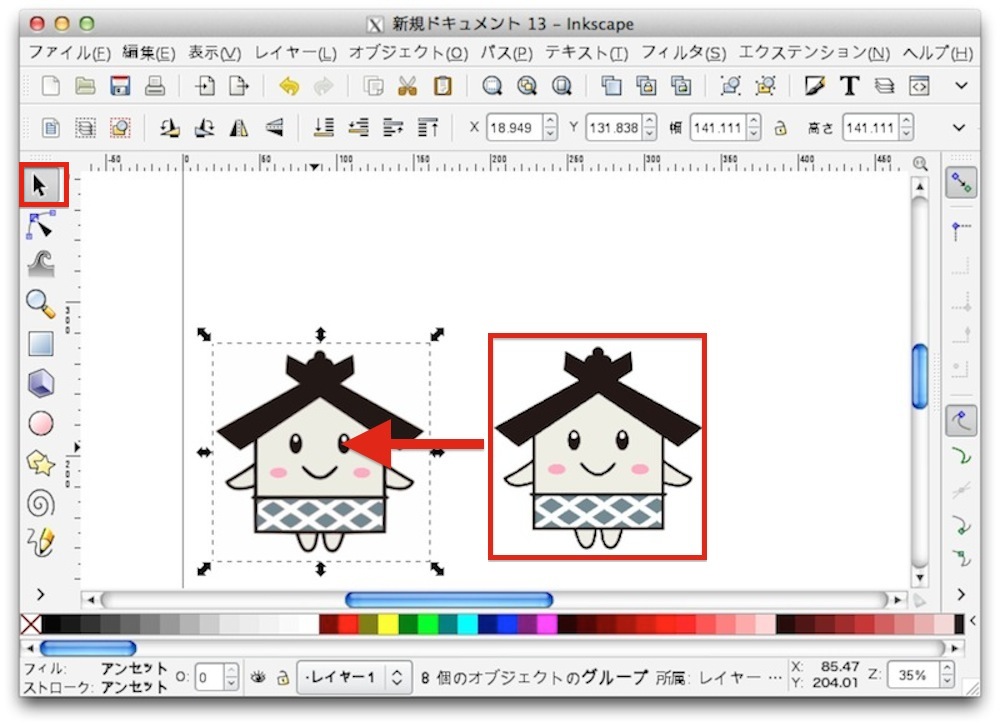 新規ドキュメント 13 - Inkscape
ファイル(F) 編集(E) 表示(V) レイヤー(L) オブジェクト(O) パス(P) テキスト(T) フィルタ(S) エクステンション(N) ヘルプ(H)
X 18.949 Y 131.838 幅 141.111 高さ 141.111
-50 0 50 100 150 200 250 300 350 400 450
300
200
フィル: アンセット O: 0 レイヤー1 8 個のオブジェクトのグループ 所属: レイヤー … X: 85.47 Z: 35%
ストローク: アンセット Y: 204.01